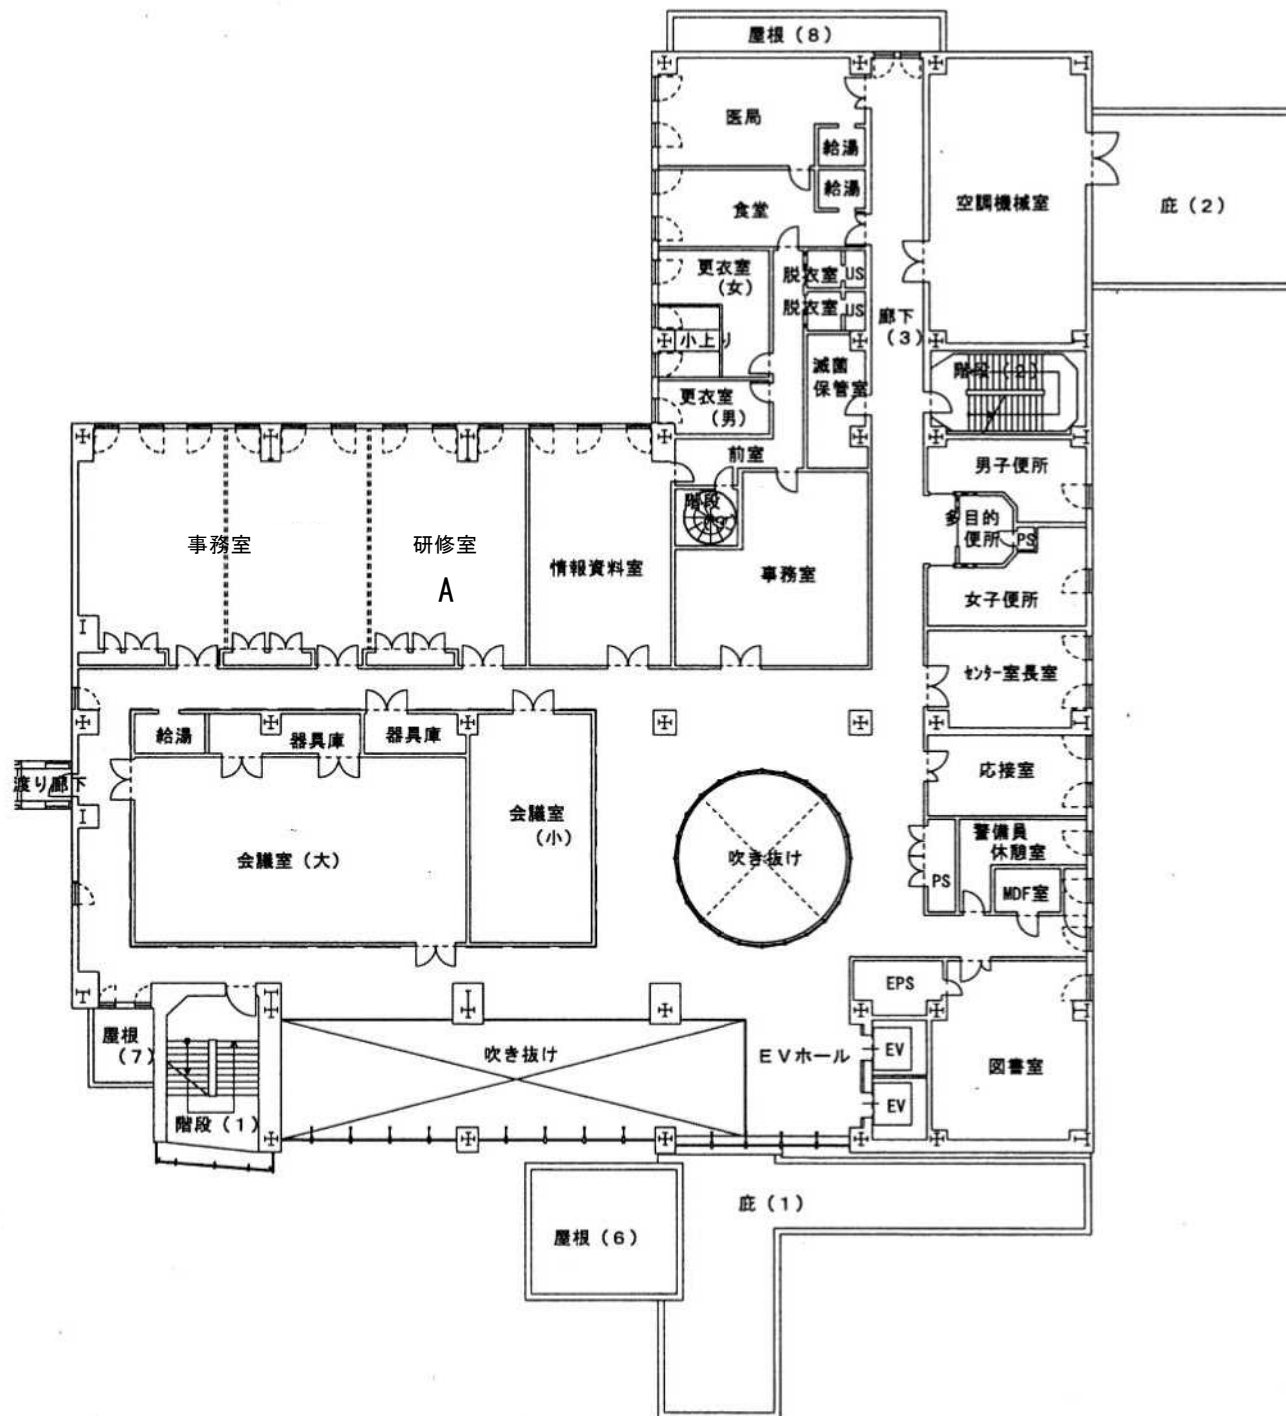 屋根（8）
医局
給湯
給湯
食堂
空調機械室
庇（2）
更衣室
（女）
脱衣室
US
脱衣室
US
廊下
（3）
小上り
滅菌
保管室
階段（2）
更衣室
（男）
前室
男子便所
階段
多目的
便所
PS
事務室
研修室
A
情報資料室
事務室
女子便所
センター室長室
給湯
器具庫
器具庫
渡り廊下
応接室
会議室
（小）
会議室（大）
吹き抜け
警備員
休憩室
PS
MDF室
EPS
屋根
（7）
吹き抜け
EVホール
EV
図書室
EV
階段（1）
庇（1）
屋根（6）